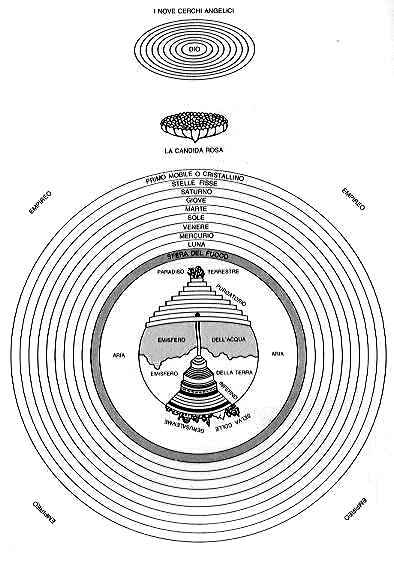 I NOVE CERCHI ANGELICI
DIO
LA CANDIDA ROSA
EMPIREO
EMPIREO
PRIMO MOBILE O CRISTALLINO
STELLE FISSE
SATURNO
GIOVE
MARTE
SOLE
VENERE
MERCURIO
LUNA
SFERA DEL FUOCO
PARADISO TERRESTRE
PURGATORIO
EMISFERO DELL'ACQUA
ARIA
ARIA
EMISFERO DELLA TERRA
INFERNO
SELVA COLLE
GERUSALEMME
EMPIREO
EMPIREO